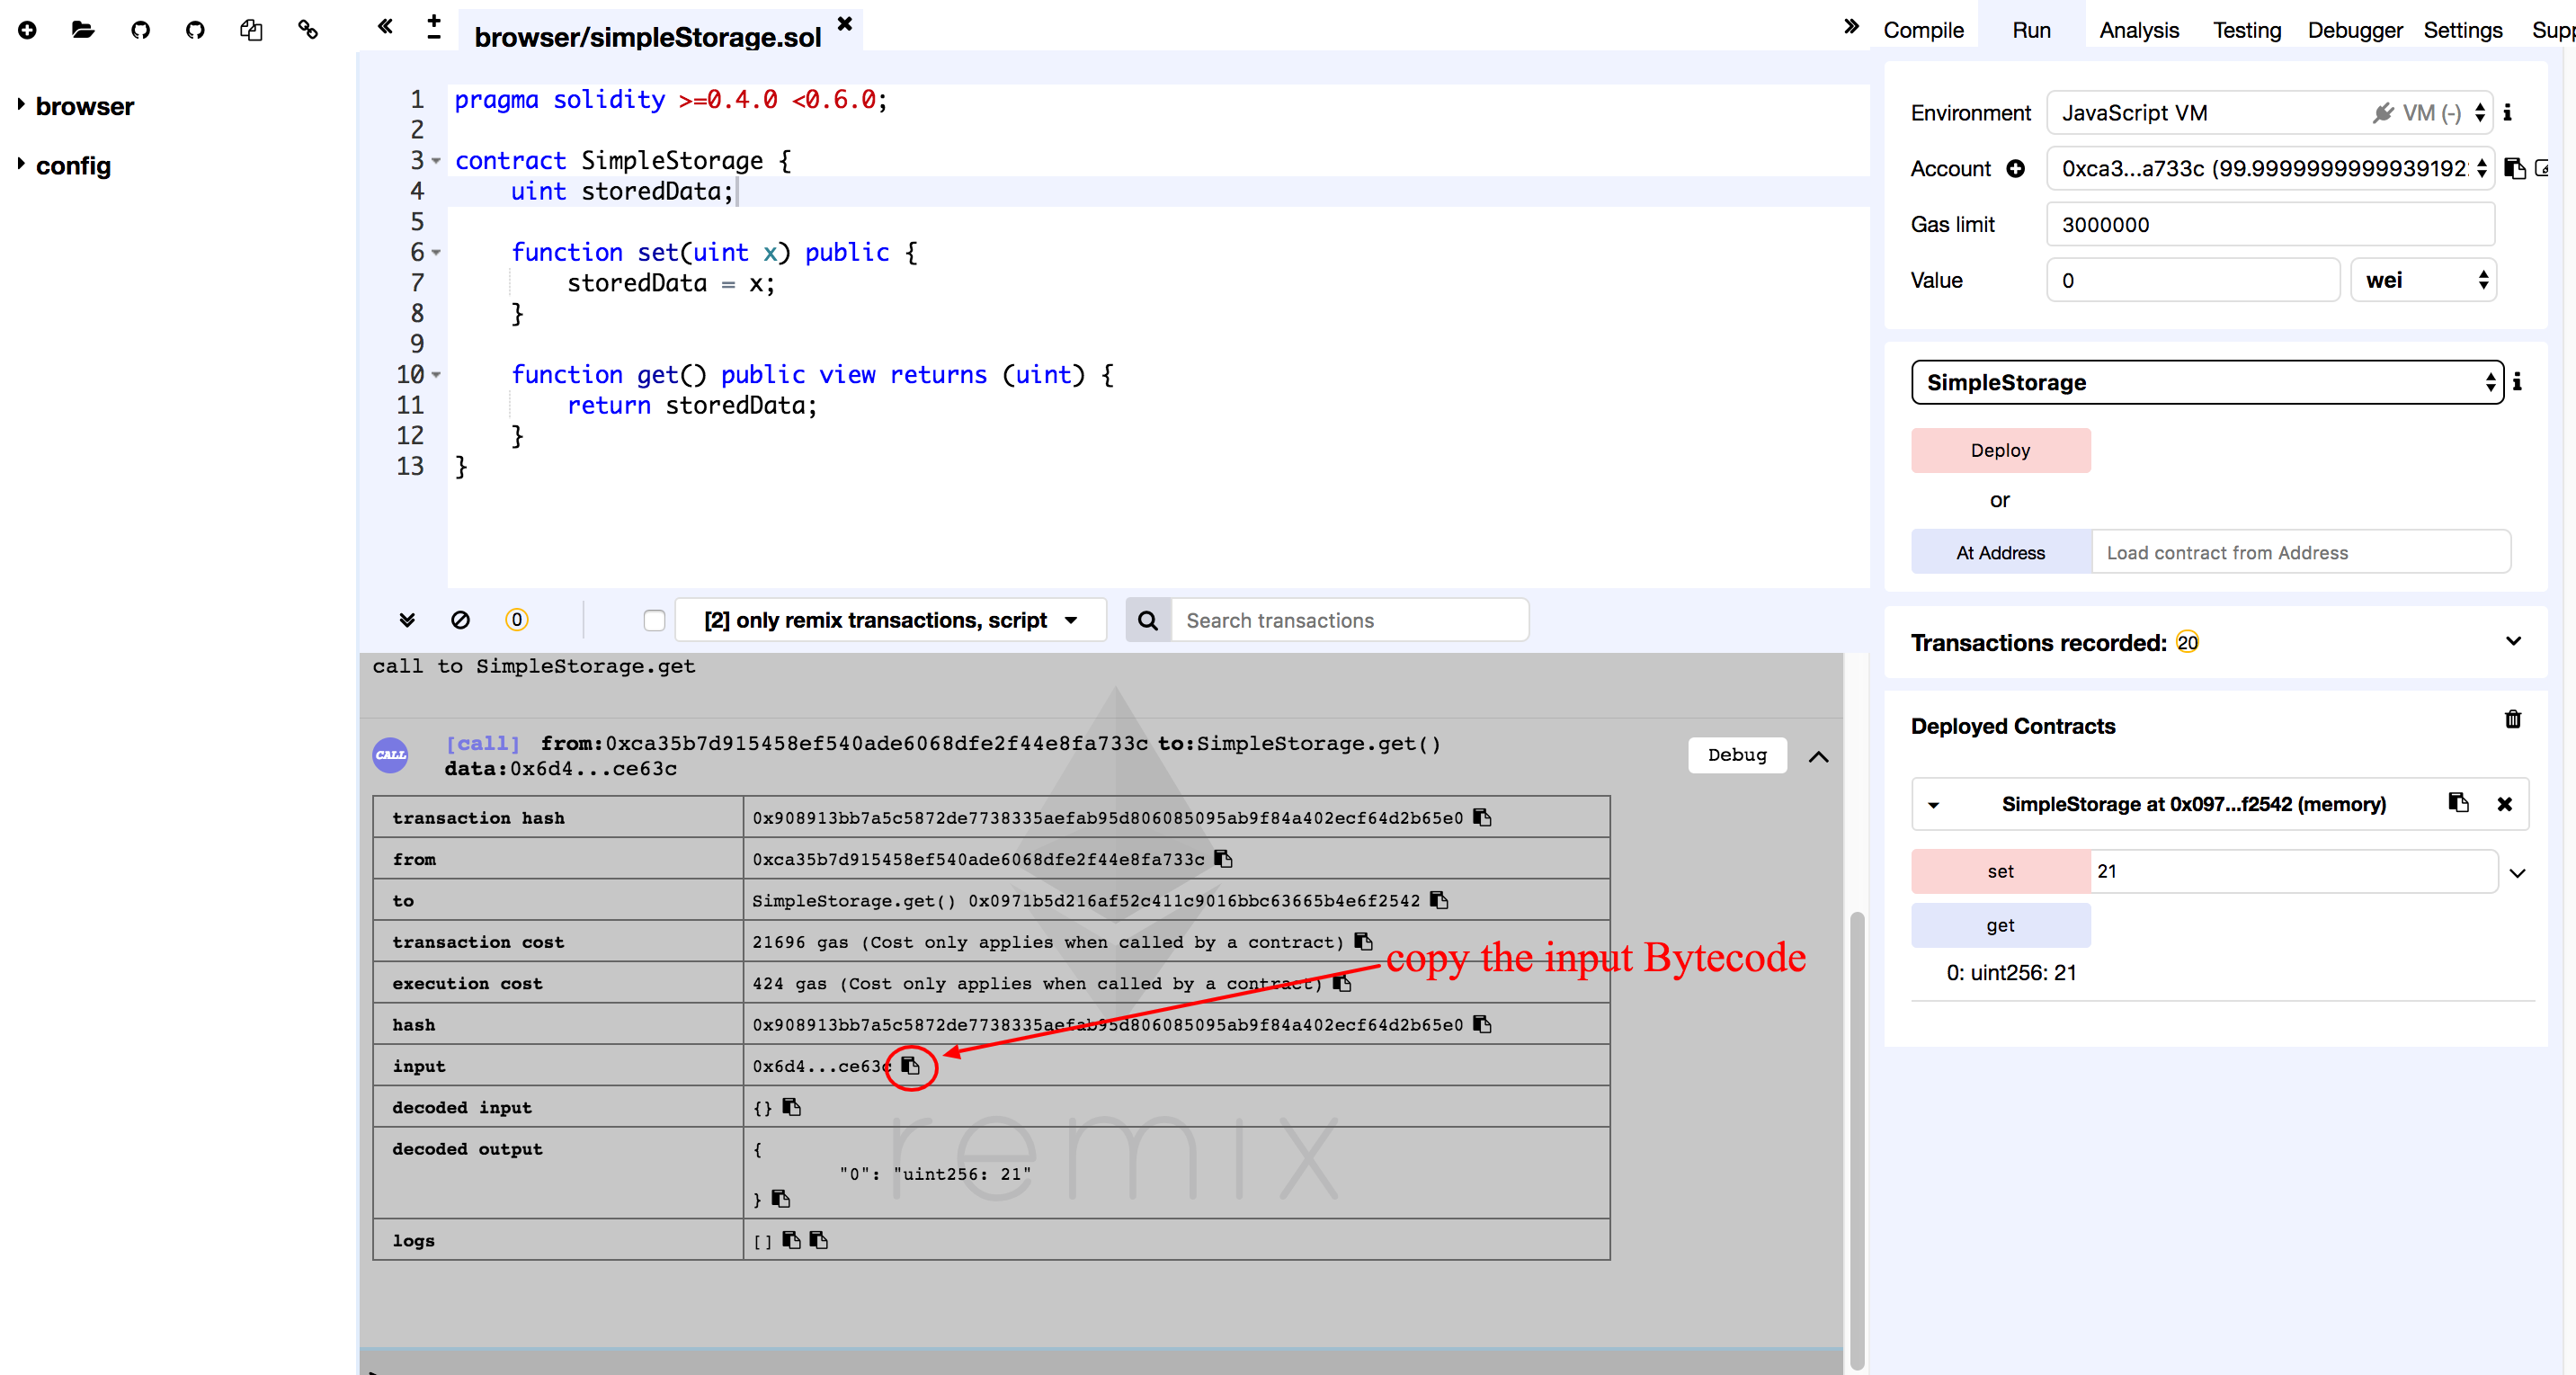 browser/simpleStorage.sol
Compile Run Analysis Testing Debugger Settings
browser
config
1 pragma solidity >=0.4.0 <0.6.0;
2
3 contract SimpleStorage {
4 uint storedData;
5
6 function set(uint x) public {
7 storedData = x;
8 }
9
10 function get() public view returns (uint) {
11 return storedData;
12 }
13 }
0
[2] only remix transactions, script
Search transactions
call to SimpleStorage.get
CALL
[call] from:0xca35b7d915458ef540ade6068dfe2f44e8fa733c to:SimpleStorage.get()
data:0x6d4...ce63c
Debug
transaction hash 0x908913bb7a5c5872de7738335aefab95d806085095ab9f84a402ecf64d2b65e0
from 0xca35b7d915458ef540ade6068dfe2f44e8fa733c
to SimpleStorage.get() 0x0971b5d216af52c411c9016bbc63665b4e6f2542
transaction cost 21696 gas (Cost only applies when called by a contract)
execution cost 424 gas (Cost only applies when called by a contract)
hash 0x908913bb7a5c5872de7738335aefab95d806085095ab9f84a402ecf64d2b65e0
input 0x6d4...ce63c
decoded input {}
decoded output {
"0": "uint256: 21"
}
logs []
remix
copy the input Bytecode
Environment JavaScript VM VM (-)
Account 0xca3...a733c (99.9999999999939192
Gas limit 3000000
Value 0 wei
SimpleStorage
Deploy
or
At Address Load contract from Address
Transactions recorded: 20
Deployed Contracts
SimpleStorage at 0x097...f2542 (memory)
set 21
get
0: uint256: 21